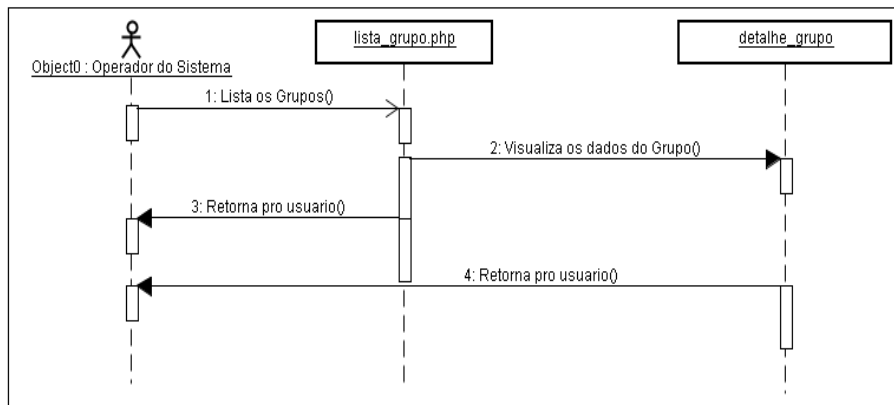 lista_grupo.php
detalhe_grupo
Object0 : Operador do Sistema
1: Lista os Grupos()
2: Visualiza os dados do Grupo()
3: Retorna pro usuario()
4: Retorna pro usuario()